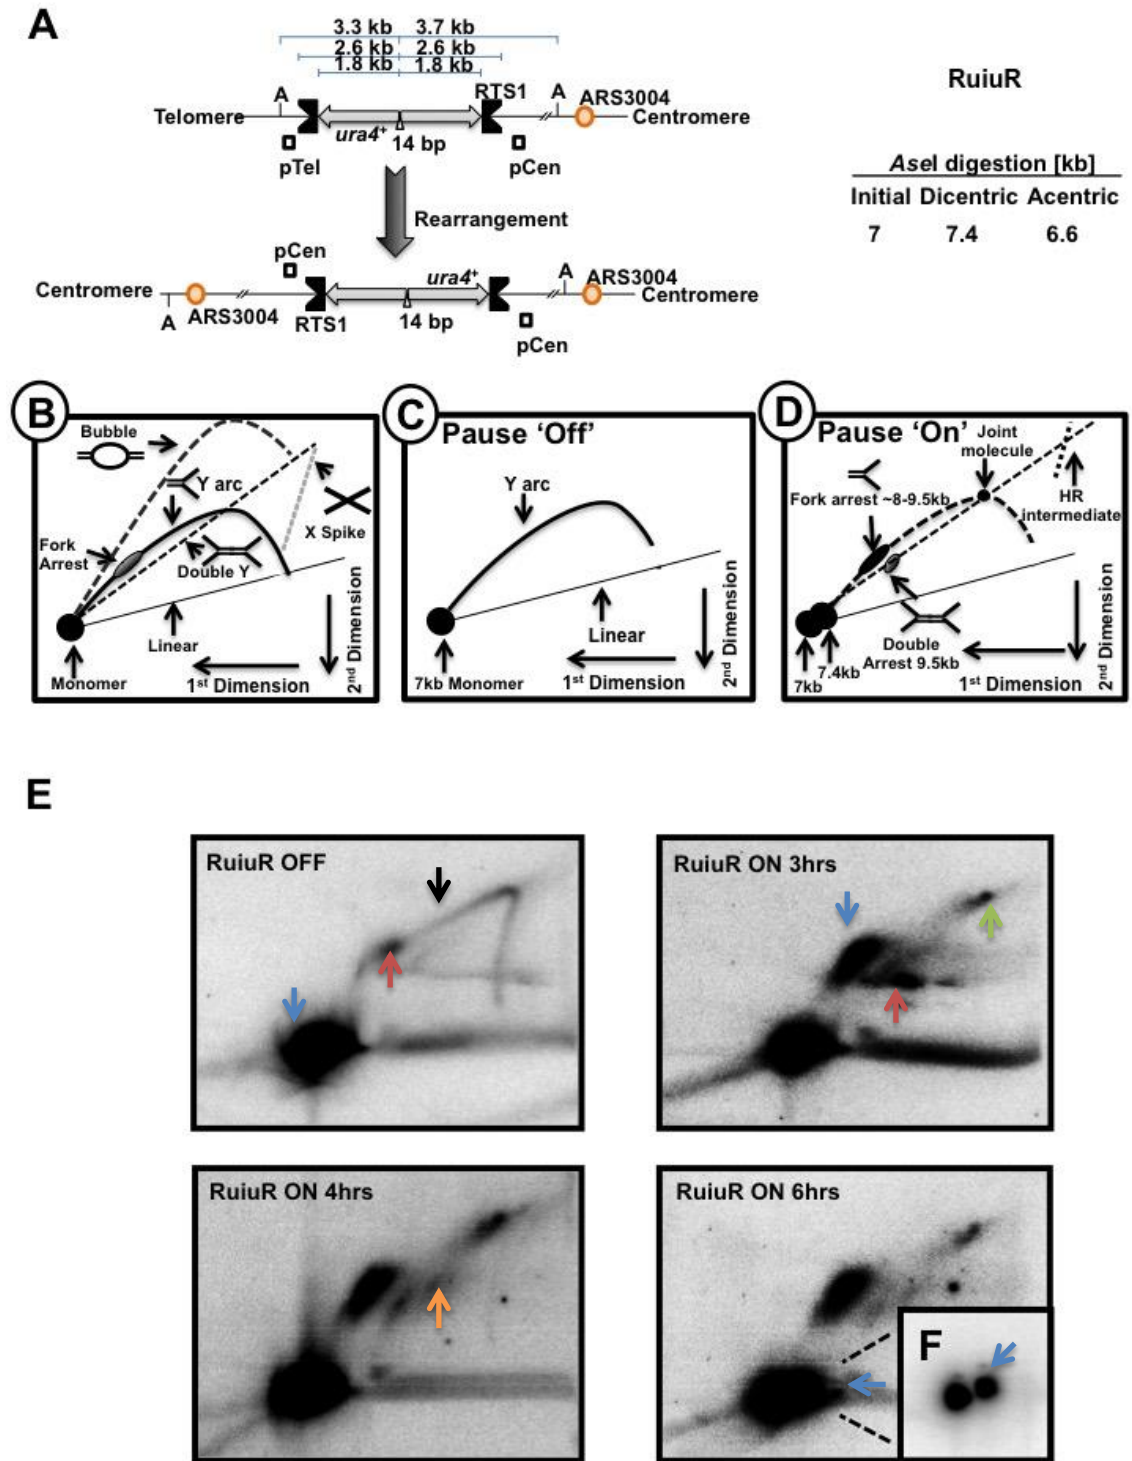 A
3.3 kb 3.7 kb
2.6 kb 2.6 kb
1.8 kb 1.8 kb
A RTS1 A ARS3004
Telomere Centromere
ura4+ 14 bp
pTel pCen
Rearrangement
pCen
ura4+ A ARS3004
Centromere Centromere
A ARS3004 RTS1 14 bp
pCen
RuiuR
AseI digestion [kb]
Initial Dicentric Acentric
7 7.4 6.6
B
Bubble
Y arc
X Spike
Fork
Arrest
Double Y
Linear
Monomer
1st Dimension
2nd Dimension
C
Pause ‘Off’
Y arc
Linear
7kb Monomer
1st Dimension
2nd Dimension
D
Pause ‘On’
Joint
molecule
Fork arrest ~8-9.5kb
HR
intermediate
Double
Arrest 9.5kb
7kb
7.4kb
1st Dimension
2nd Dimension
E
RuiuR OFF
RuiuR ON 3hrs
RuiuR ON 4hrs
RuiuR ON 6hrs
F